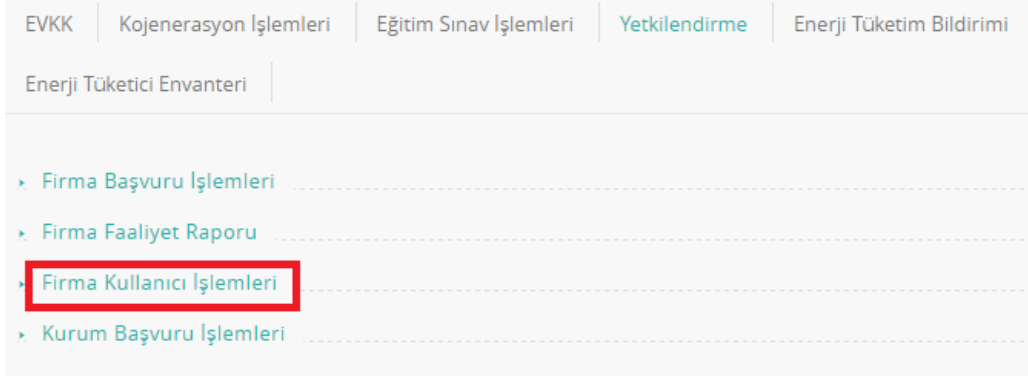 EVKK Kojenerasyon İşlemleri Eğitim Sınav İşlemleri Yetkilendirme Enerji Tüketim Bildirimi
Enerji Tüketici Envanteri
Firma Başvuru İşlemleri
Firma Faaliyet Raporu
Firma Kullanıcı İşlemleri
Kurum Başvuru İşlemleri